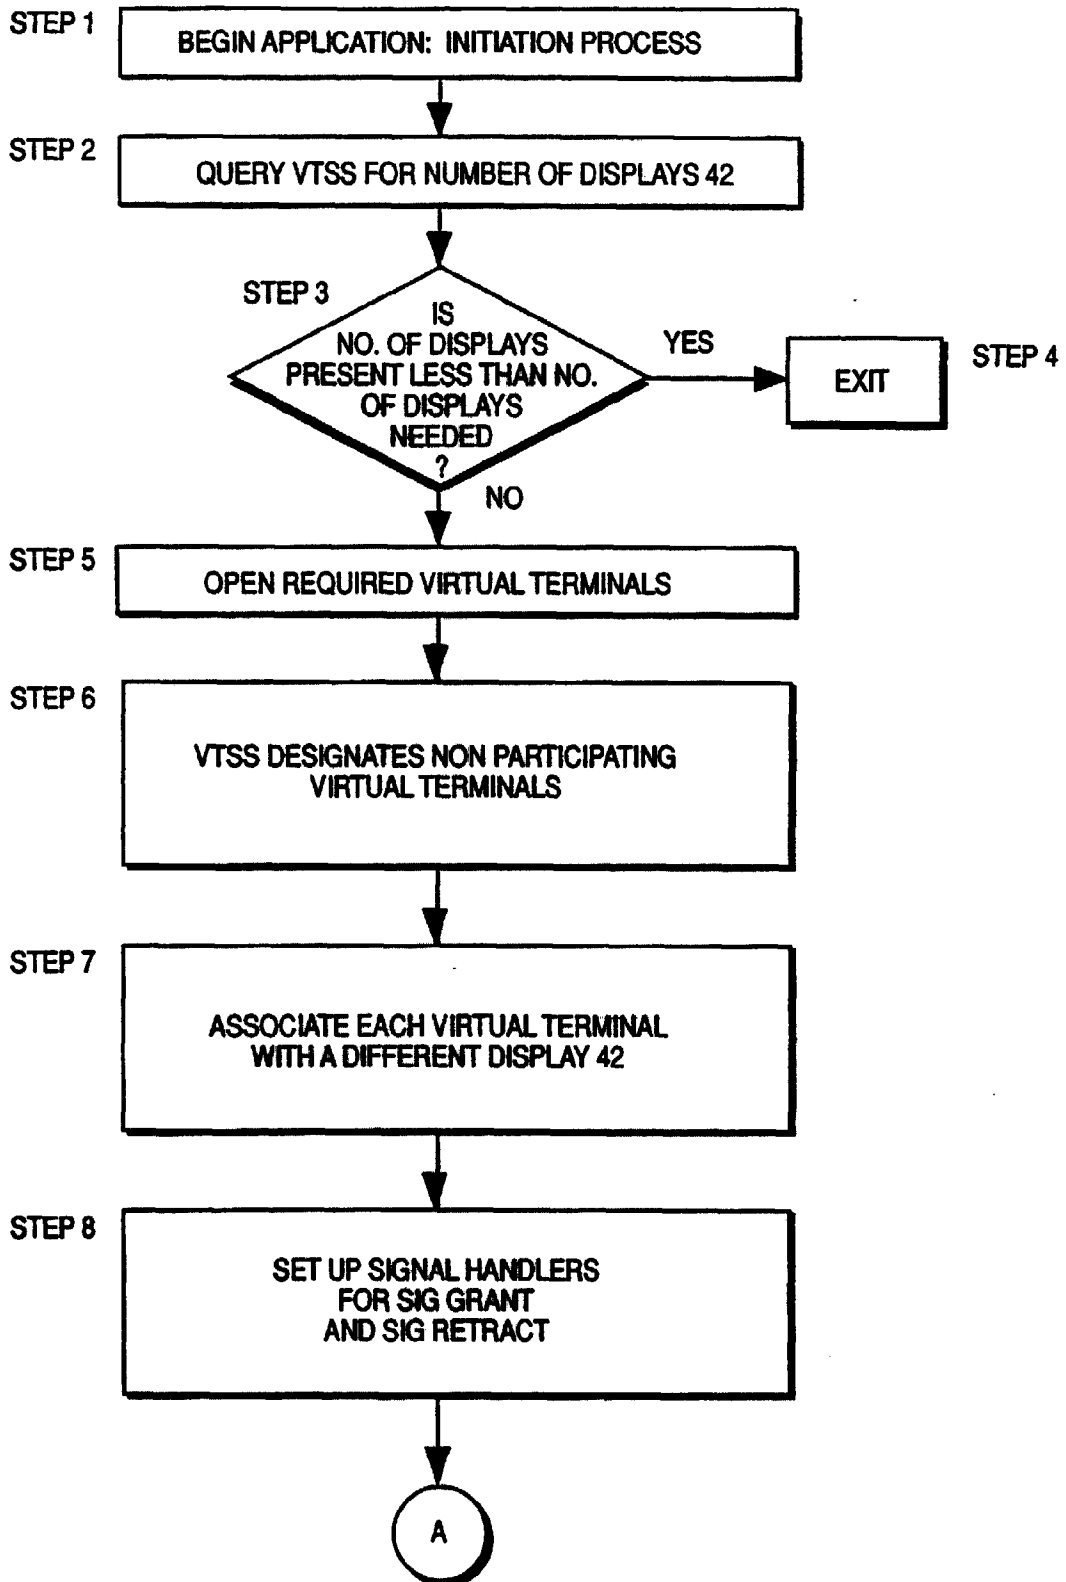 STEP 1
BEGIN APPLICATION: INITIATION PROCESS
STEP 2
QUERY VTSS FOR NUMBER OF DISPLAYS 42
STEP 3
IS
NO. OF DISPLAYS
PRESENT LESS THAN NO.
OF DISPLAYS
NEEDED
?
YES
EXIT
STEP 4
NO
STEP 5
OPEN REQUIRED VIRTUAL TERMINALS
STEP 6
VTSS DESIGNATES NON PARTICIPATING
VIRTUAL TERMINALS
STEP 7
ASSOCIATE EACH VIRTUAL TERMINAL
WITH A DIFFERENT DISPLAY 42
STEP 8
SET UP SIGNAL HANDLERS
FOR SIG GRANT
AND SIG RETRACT
A